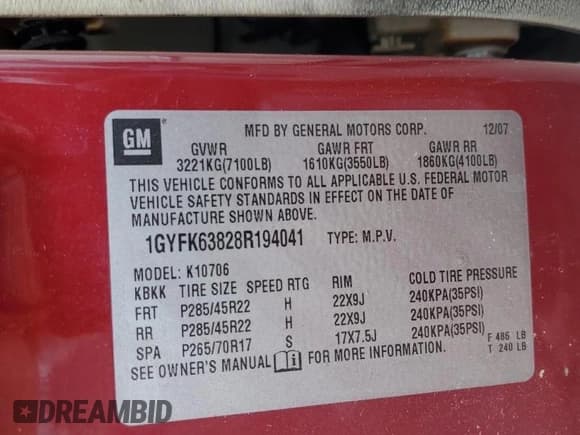 GM
®
MFD BY GENERAL MOTORS CORP. 12/07
GVWR GAWR FRT GAWR RR
3221KG(7100LB) 1610KG(3550LB) 1860KG(4100LB)
THIS VEHICLE CONFORMS TO ALL APPLICABLE U.S. FEDERAL MOTOR
VEHICLE SAFETY STANDARDS IN EFFECT ON THE DATE OF
MANUFACTURE SHOWN ABOVE.
1GYFK63828R194041 TYPE: M.P.V.
MODEL: K10706
KBKK TIRE SIZE SPEED RTG RIM COLD TIRE PRESSURE
FRT P285/45R22 H 22X9J 240KPA(35PSI)
RR P285/45R22 H 22X9J 240KPA(35PSI)
SPA P265/70R17 S 17X7.5J 240KPA(35PSI)
F 485 LB
T 240 LB
SEE OWNER'S MANUAL FOR MORE INFORMATION.
DREAMBID